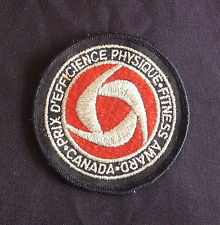 PRIX D'EFFICIENCE PHYSIQUE • FITNESS AWARD • CANADA •